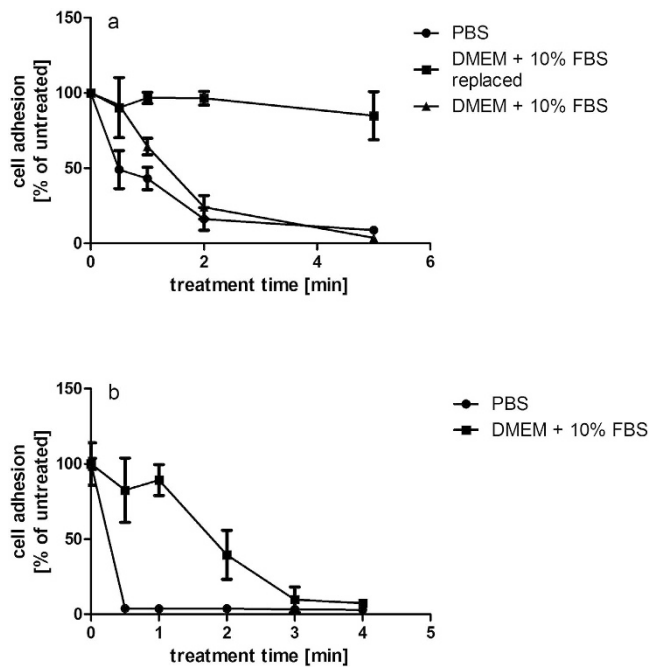 a
150
100
50
0
cell adhesion
[% of untreated]
0
2
4
6
treatment time [min]
PBS
DMEM + 10% FBS
replaced
DMEM + 10% FBS
b
150
100
50
0
cell adhesion
[% of untreated]
0
1
2
3
4
5
treatment time [min]
PBS
DMEM + 10% FBS